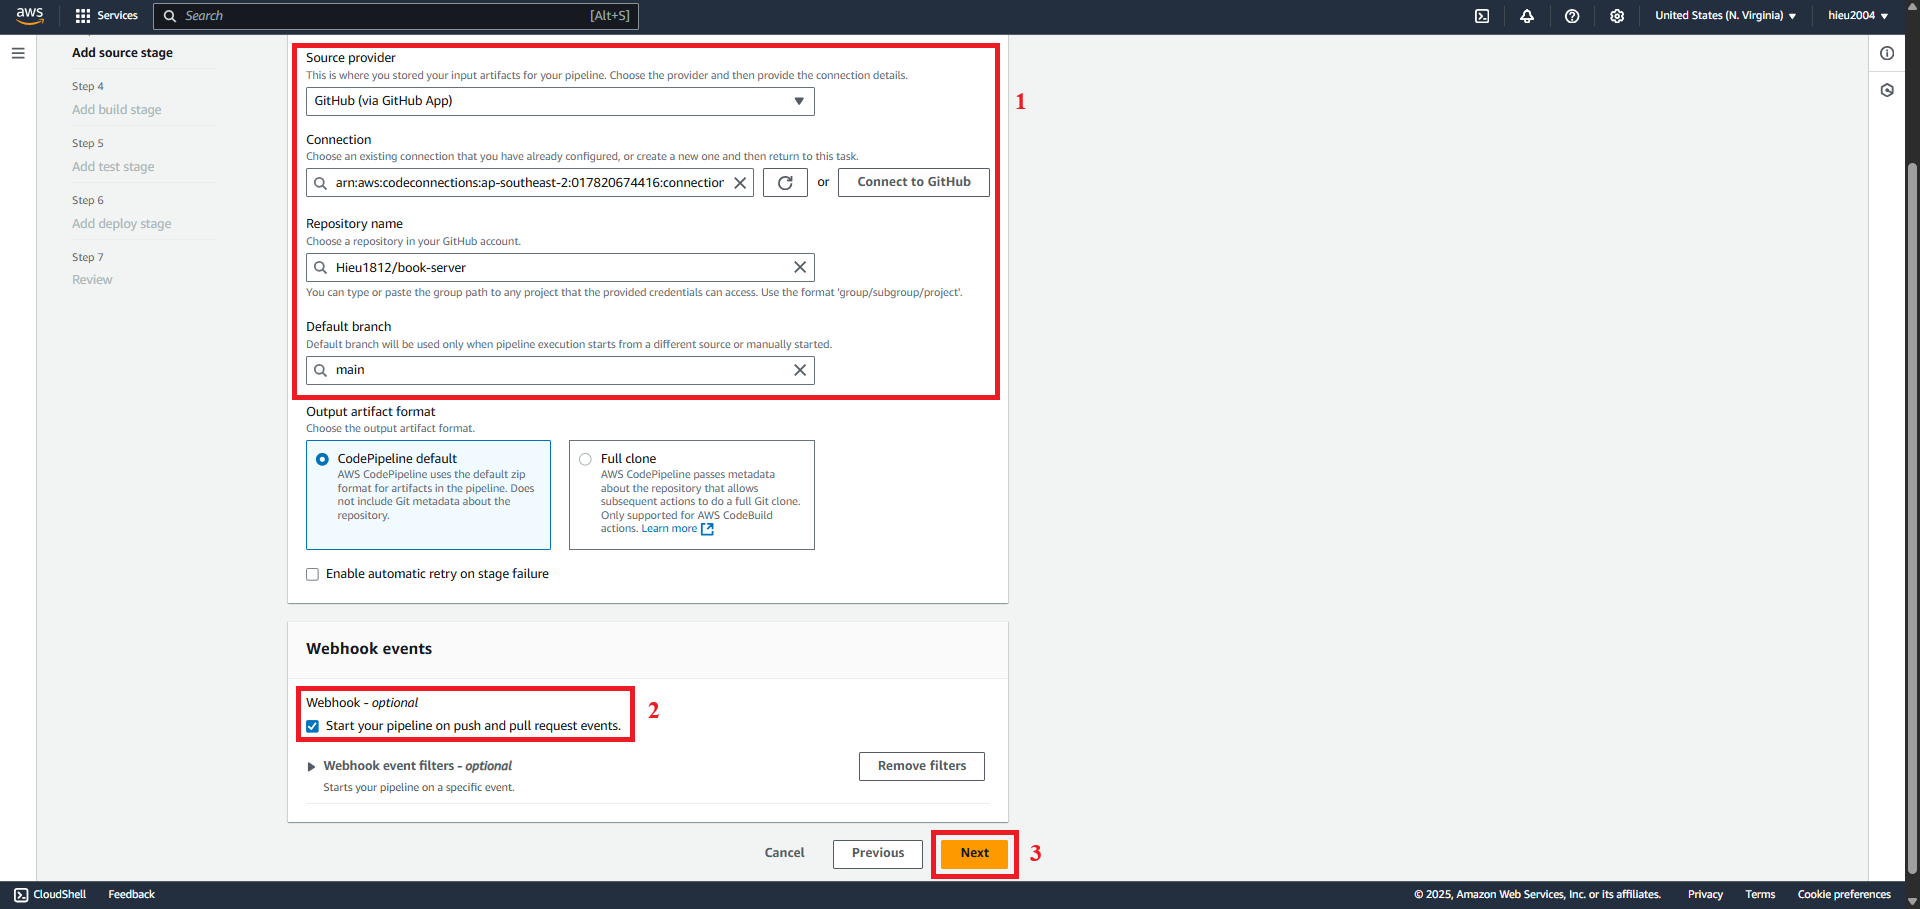 aws
Services
Search
[Alt+S]
United States (N. Virginia)
hieu2004
Add source stage
Step 4
Add build stage
Step 5
Add test stage
Step 6
Add deploy stage
Step 7
Review
Source provider
This is where you stored your input artifacts for your pipeline. Choose the provider and then provide the connection details.
GitHub (via GitHub App)
1
Connection
Choose an existing connection that you have already configured, or create a new one and then return to this task.
arn:aws:codeconnections:ap-southeast-2:017820674416:connection
or
Connect to GitHub
Repository name
Choose a repository in your GitHub account.
Hieu1812/book-server
You can type or paste the group path to any project that the provided credentials can access. Use the format 'group/subgroup/project'.
Default branch
Default branch will be used only when pipeline execution starts from a different source or manually started.
main
Output artifact format
Choose the output artifact format.
CodePipeline default
AWS CodePipeline uses the default zip
format for artifacts in the pipeline. Does
not include Git metadata about the
repository.
Full clone
AWS CodePipeline passes metadata
about the repository that allows
subsequent actions to do a full Git clone.
Only supported for AWS CodeBuild
actions. Learn more
Enable automatic retry on stage failure
Webhook events
Webhook - optional
Start your pipeline on push and pull request events.
2
Webhook event filters - optional
Starts your pipeline on a specific event.
Remove filters
Cancel
Previous
Next
3
CloudShell
Feedback
© 2025, Amazon Web Services, Inc. or its affiliates.
Privacy
Terms
Cookie preferences